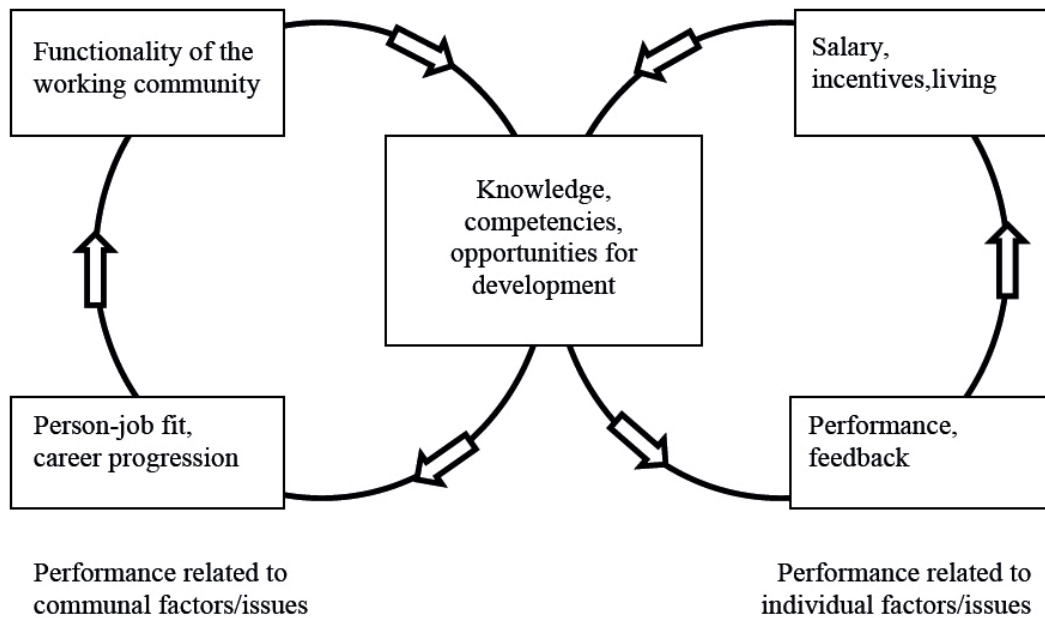 Functionality of the
working community
Salary,
incentives,living
Knowledge,
competencies,
opportunities for
development
Person-job fit,
career progression
Performance,
feedback
Performance related to
communal factors/issues
Performance related to
individual factors/issues